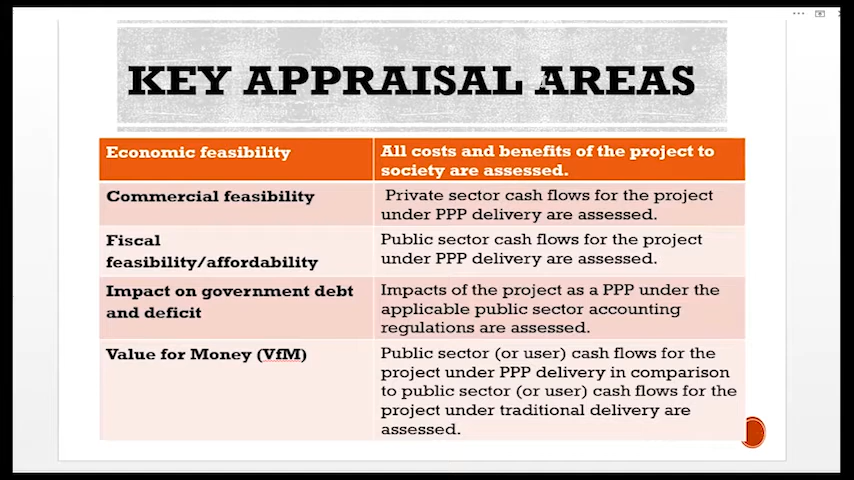 KEY APPRAISAL AREAS
Economic feasibility
All costs and benefits of the project to
society are assessed.
Commercial feasibility
Private sector cash flows for the project
under PPP delivery are assessed.
Fiscal
feasibility/affordability
Public sector cash flows for the project
under PPP delivery are assessed.
Impact on government debt
and deficit
Impacts of the project as a PPP under the
applicable public sector accounting
regulations are assessed.
Value for Money (VfM)
Public sector (or user) cash flows for the
project under PPP delivery in comparison
to public sector (or user) cash flows for the
project under traditional delivery are
assessed.